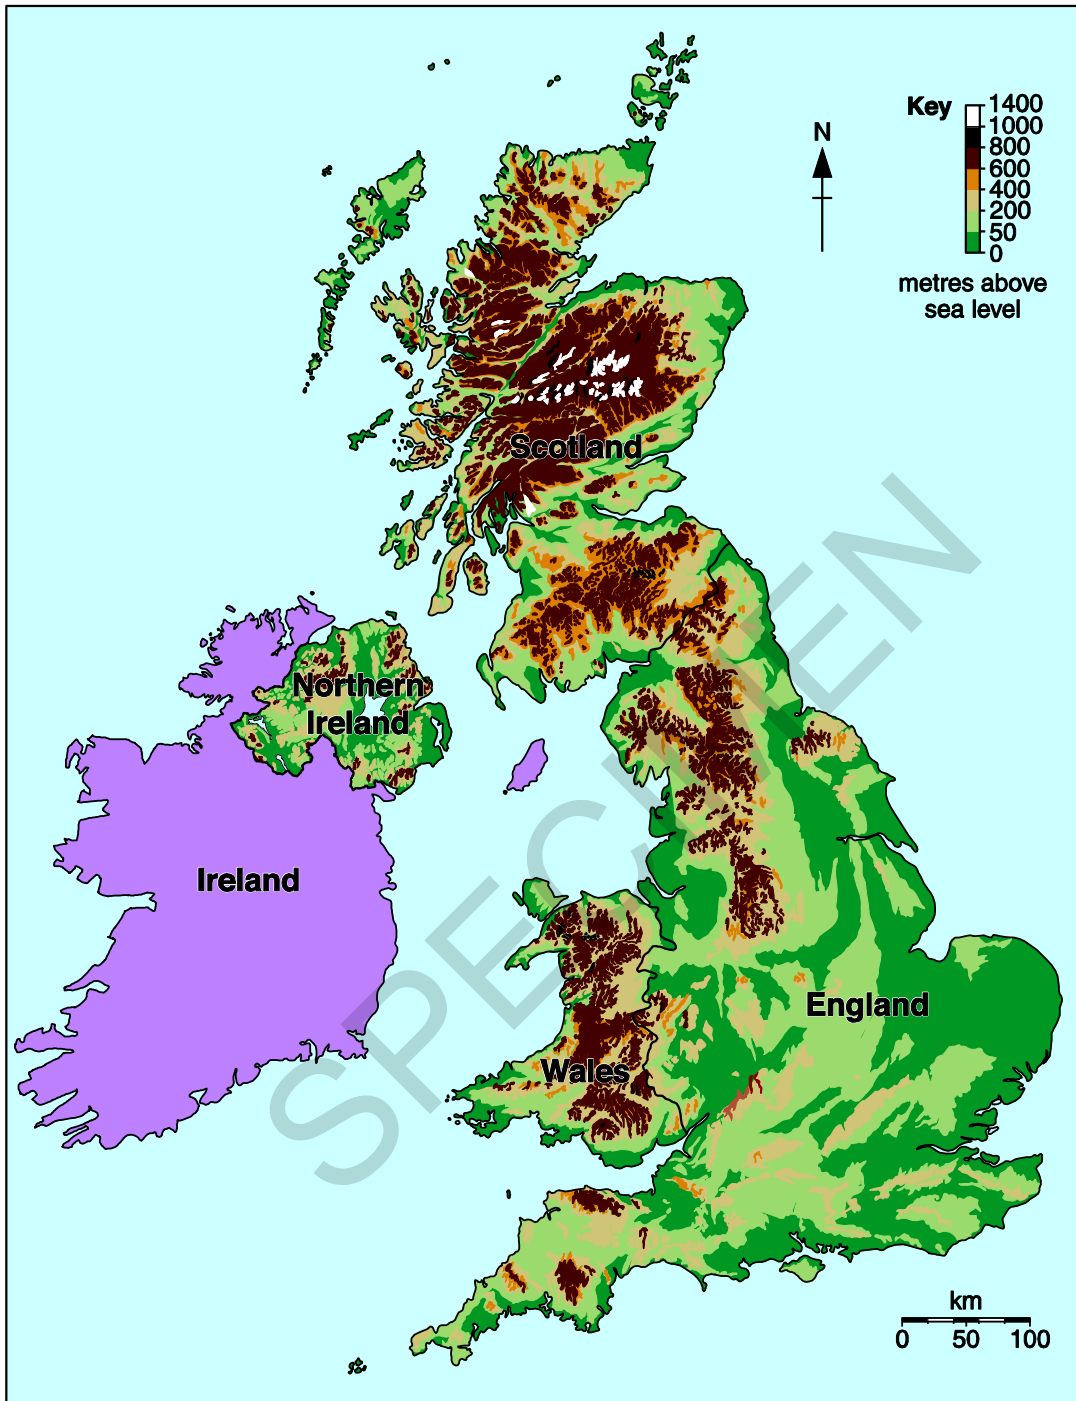 Key
1400
1000
800
600
400
200
50
0
metres above
sea level
N
Scotland
Northern
Ireland
Ireland
England
Wales
SPECIMEN
km
0 50 100